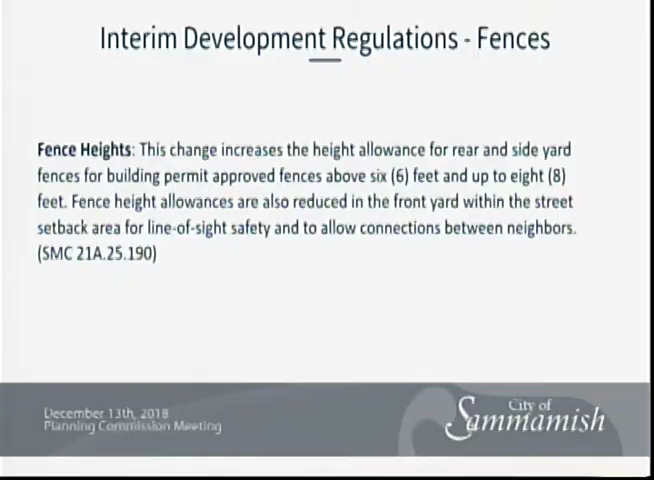 Interim Development Regulations - Fences
Fence Heights: This change increases the height allowance for rear and side yard
fences for building permit approved fences above six (6) feet and up to eight (8)
feet. Fence height allowances are also reduced in the front yard within the street
setback area for line-of-sight safety and to allow connections between neighbors.
(SMC 21A.25.190)
December 13th, 2018
Planning Commission Meeting
City of
Sammamish